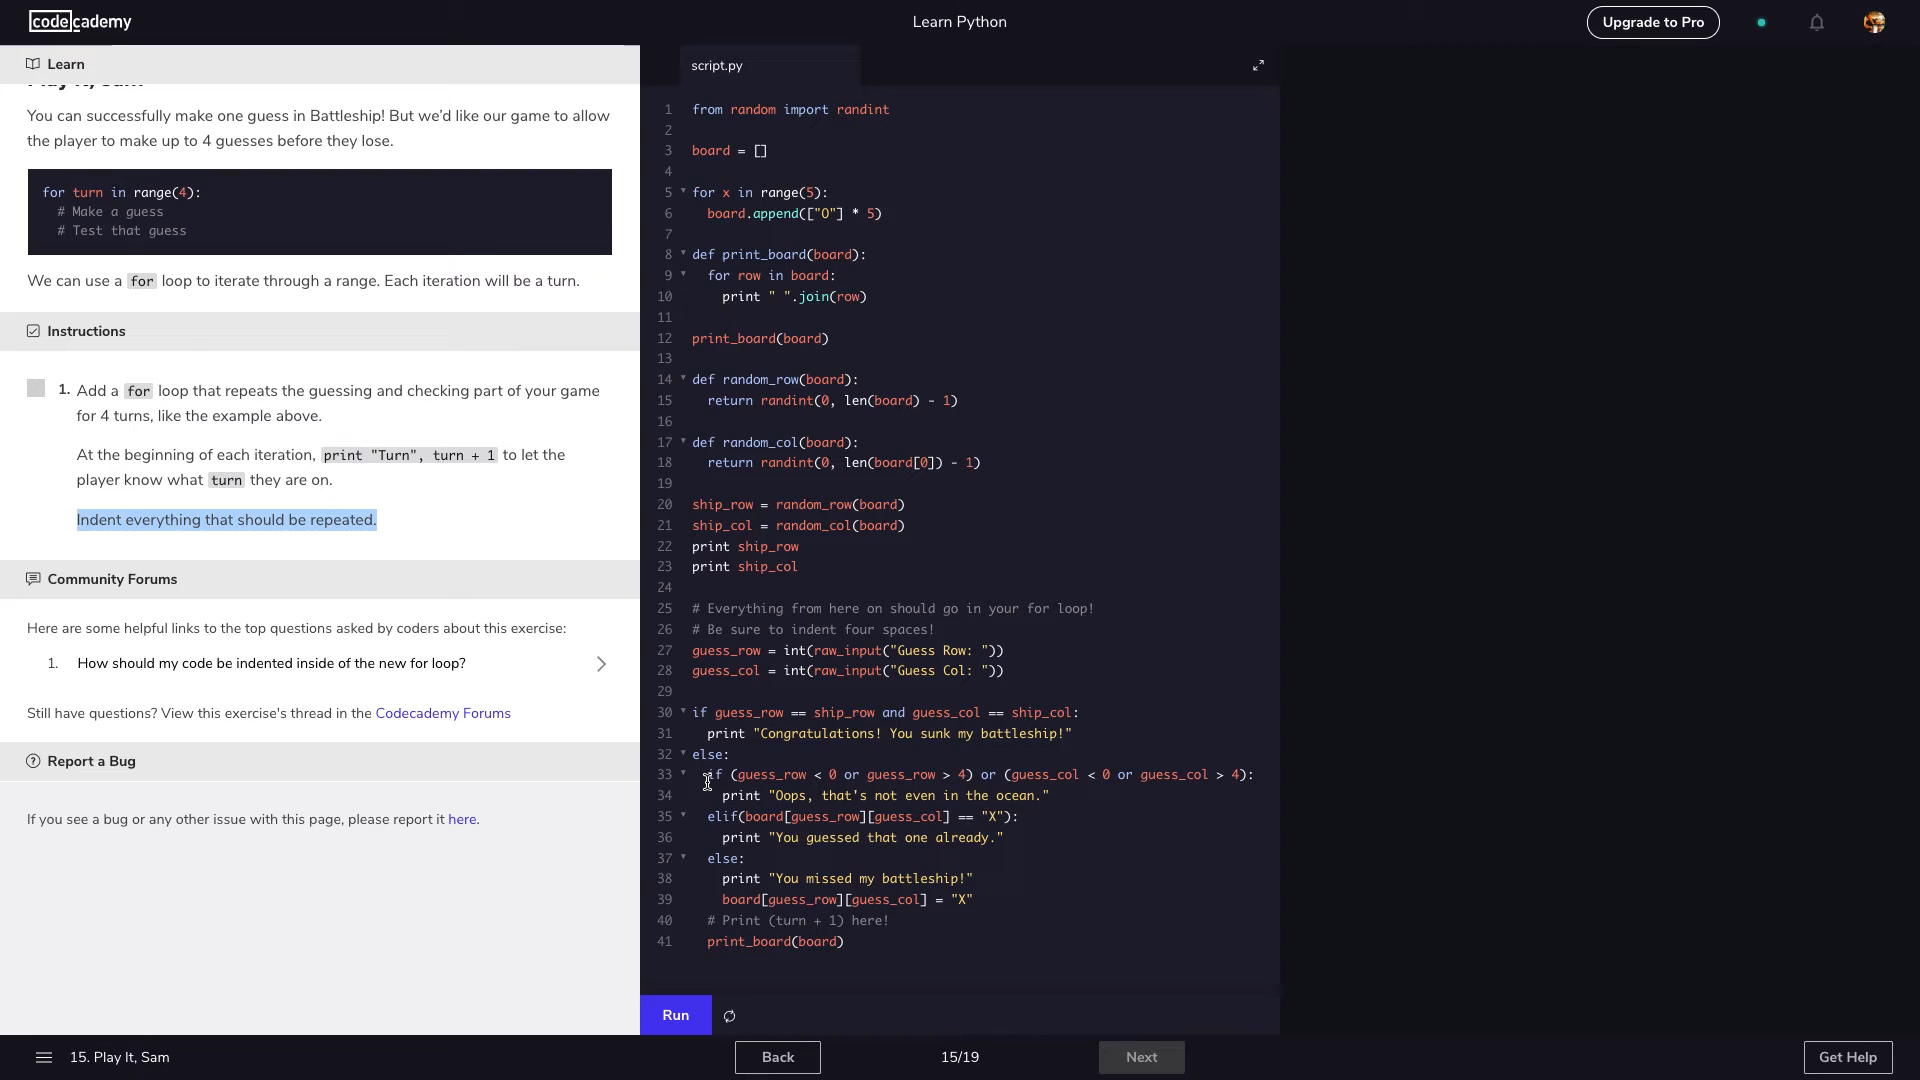 codecademy
Learn Python
Upgrade to Pro
Learn
Play It, Sam
You can successfully make one guess in Battleship! But we'd like our game to allow
the player to make up to 4 guesses before they lose.
for turn in range(4):
# Make a guess
# Test that guess
We can use a for loop to iterate through a range. Each iteration will be a turn.
Instructions
1. Add a for loop that repeats the guessing and checking part of your game
for 4 turns, like the example above.
At the beginning of each iteration, print "Turn", turn + 1 to let the
player know what turn they are on.
Indent everything that should be repeated.
Community Forums
Here are some helpful links to the top questions asked by coders about this exercise:
1. How should my code be indented inside of the new for loop?
Still have questions? View this exercise's thread in the Codecademy Forums
Report a Bug
If you see a bug or any other issue with this page, please report it here.
script.py
1 from random import randint
2
3 board = []
4
5 for x in range(5):
6   board.append(["O"] * 5)
7
8 def print_board(board):
9   for row in board:
10     print " ".join(row)
11
12 print_board(board)
13
14 def random_row(board):
15   return randint(0, len(board) - 1)
16
17 def random_col(board):
18   return randint(0, len(board[0]) - 1)
19
20 ship_row = random_row(board)
21 ship_col = random_col(board)
22 print ship_row
23 print ship_col
24
25 # Everything from here on should go in your for loop!
26 # Be sure to indent four spaces!
27 guess_row = int(raw_input("Guess Row: "))
28 guess_col = int(raw_input("Guess Col: "))
29
30 if guess_row == ship_row and guess_col == ship_col:
31   print "Congratulations! You sunk my battleship!"
32 else:
33   if (guess_row < 0 or guess_row > 4) or (guess_col < 0 or guess_col > 4):
34     print "Oops, that's not even in the ocean."
35   elif(board[guess_row][guess_col] == "X"):
36     print "You guessed that one already."
37   else:
38     print "You missed my battleship!"
39     board[guess_row][guess_col] = "X"
40   # Print (turn + 1) here!
41   print_board(board)
Run
15. Play It, Sam
Back
15/19
Next
Get Help